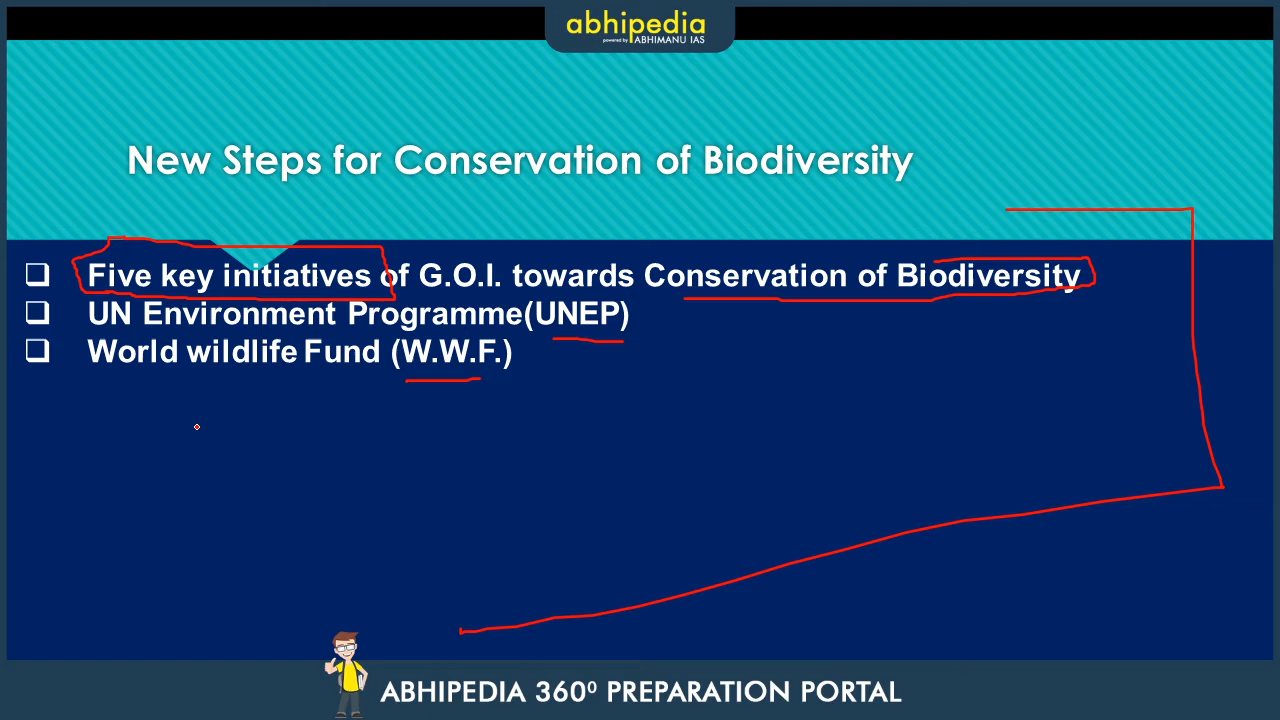 abhipedia
powered by ABHIMANU IAS
New Steps for Conservation of Biodiversity
❑ Five key initiatives of G.O.I. towards Conservation of Biodiversity
❑ UN Environment Programme(UNEP)
❑ World wildlife Fund (W.W.F.)
ABHIPEDIA 360⁰ PREPARATION PORTAL